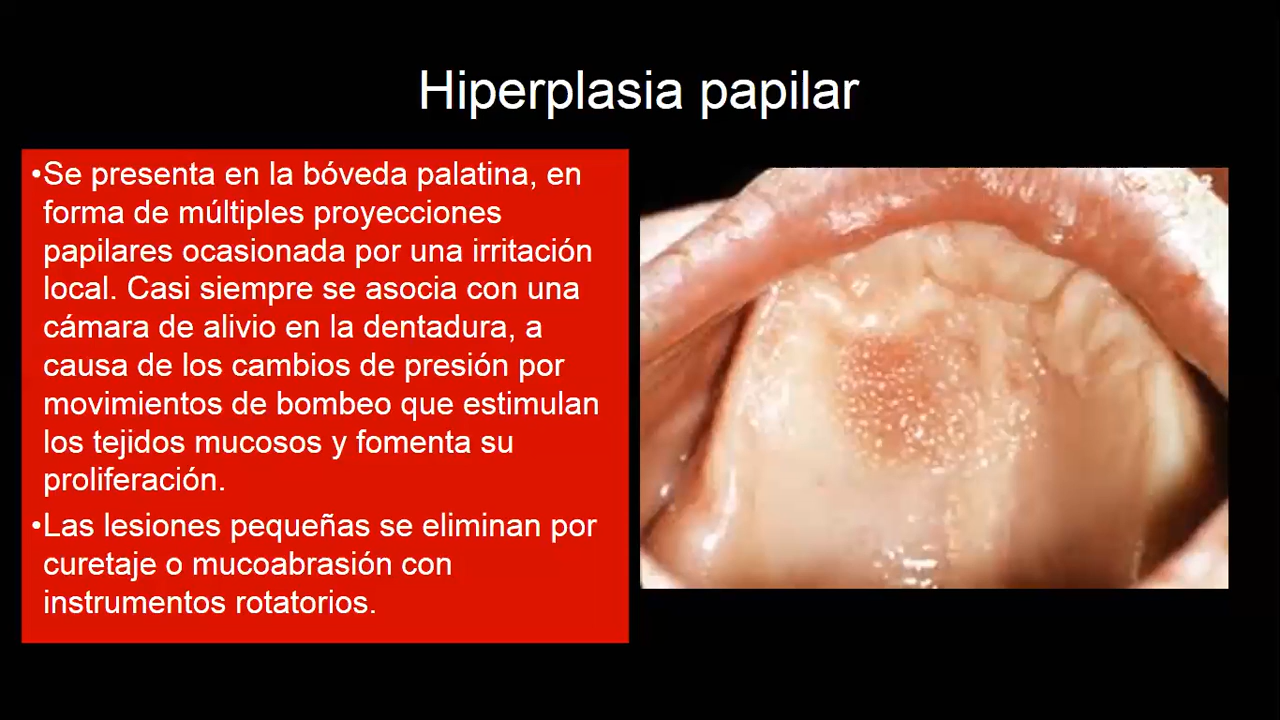 Hiperplasia papilar
•Se presenta en la bóveda palatina, en
forma de múltiples proyecciones
papilares ocasionada por una irritación
local. Casi siempre se asocia con una
cámara de alivio en la dentadura, a
causa de los cambios de presión por
movimientos de bombeo que estimulan
los tejidos mucosos y fomenta su
proliferación.
•Las lesiones pequeñas se eliminan por
curetaje o mucoabrasión con
instrumentos rotatorios.